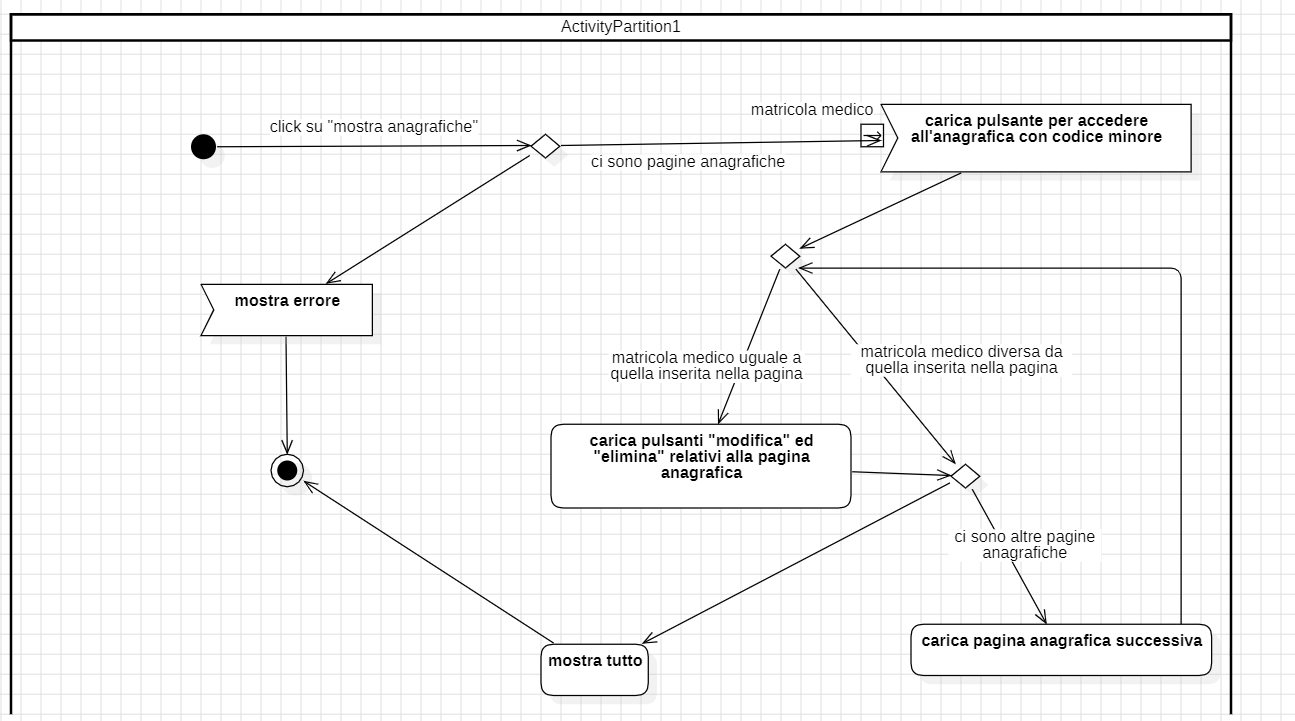 ActivityPartition1
click su "mostra anagrafiche"
matricola medico
carica pulsante per accedere
all'anagrafica con codice minore
ci sono pagine anagrafiche
mostra errore
matricola medico uguale a
quella inserita nella pagina
matricola medico diversa da
quella inserita nella pagina
carica pulsanti "modifica" ed
"elimina" relativi alla pagina
anagrafica
ci sono altre pagine
anagrafiche
carica pagina anagrafica successiva
mostra tutto